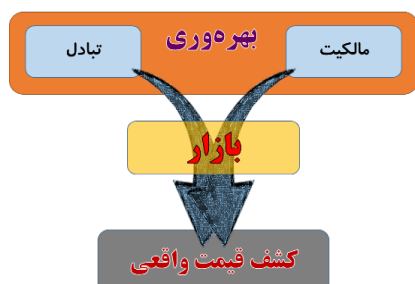 مالکیت
بهره‌وری
تبادل
بازار
کشف قیمت واقعی